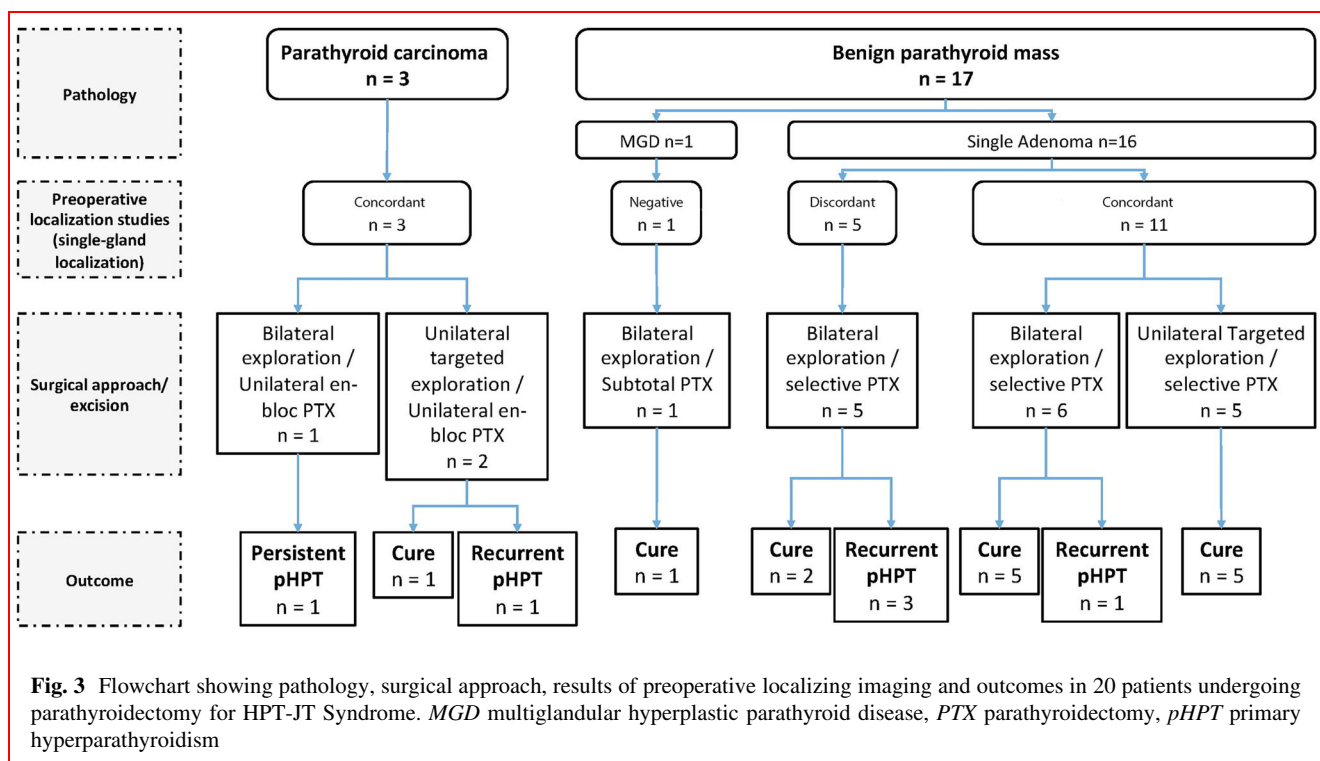 Pathology
Parathyroid carcinoma
n = 3
Benign parathyroid mass
n = 17
MGD n=1
Single Adenoma n=16
Preoperative
localization studies
(single-gland
localization)
Concordant
n = 3
Negative
n = 1
Discordant
n = 5
Concordant
n = 11
Surgical approach/
excision
Bilateral
exploration /
Unilateral en-
bloc PTX
n = 1
Unilateral
targeted
exploration /
Unilateral en-
bloc PTX
n = 2
Bilateral
exploration /
Subtotal PTX
n = 1
Bilateral
exploration /
selective PTX
n = 5
Bilateral
exploration /
selective PTX
n = 6
Unilateral Targeted
exploration /
selective PTX
n = 5
Outcome
Persistent
pHPT
n = 1
Cure
n = 1
Recurrent
pHPT
n = 1
Cure
n = 1
Cure
n = 2
Recurrent
pHPT
n = 3
Cure
n = 5
Recurrent
pHPT
n = 1
Cure
n = 5
Fig. 3 Flowchart showing pathology, surgical approach, results of preoperative localizing imaging and outcomes in 20 patients undergoing
parathyroidectomy for HPT-JT Syndrome. MGD multiglandular hyperplastic parathyroid disease, PTX parathyroidectomy, pHPT primary
hyperparathyroidism